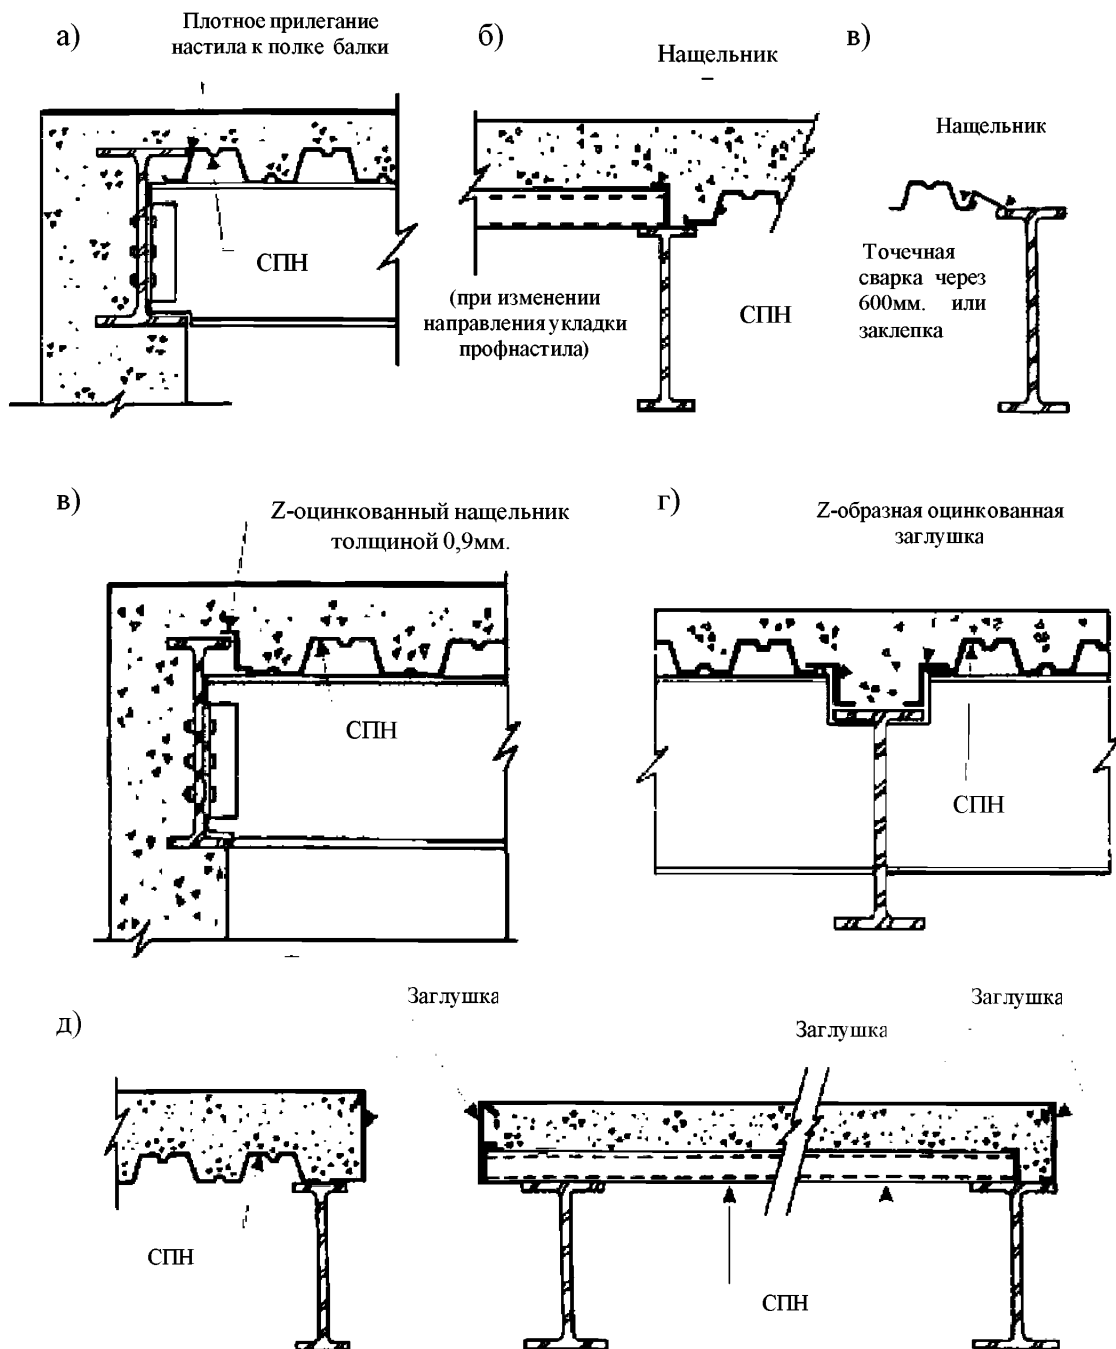 а)
Плотное прилегание
настила к полке балки
СПН
б)
Нащельник
(при изменении
направления укладки
профнастила)
СПН
в)
Нащельник
Точечная
сварка через
600мм. или
заклепка
в)
Z-оцинкованный нащельник
толщиной 0,9мм.
СПН
г)
Z-образная оцинкованная
заглушка
СПН
д)
Заглушка
Заглушка
Заглушка
СПН
СПН